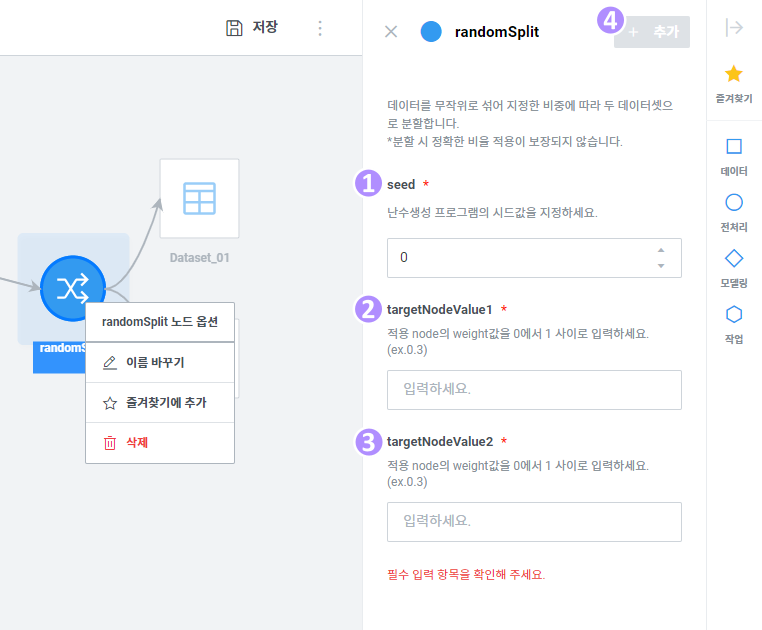 저장
Dataset_01
randomS
randomSplit 노드 옵션
이름 바꾸기
즐겨찾기에 추가
삭제
randomSplit
4
+ 추가
데이터를 무작위로 섞어 지정한 비중에 따라 두 데이터셋으
로 분할합니다.
*분할 시 정확한 비율 적용이 보장되지 않습니다.
1 seed *
난수생성 프로그램의 시드값을 지정하세요.
0
2 targetNodeValue1 *
적용 node의 weight값을 0에서 1 사이로 입력하세요.
(ex.0.3)
입력하세요.
3 targetNodeValue2 *
적용 node의 weight값을 0에서 1 사이로 입력하세요.
(ex.0.3)
입력하세요.
필수 입력 항목을 확인해 주세요.
즐겨찾기
데이터
전처리
모델링
작업